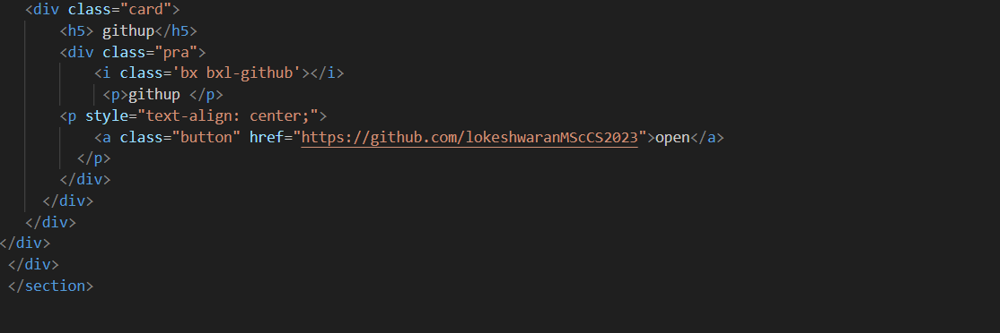 <div class="card">
<h5> githup</h5>
<div class="pra">
<i class='bx bxl-github'></i>
<p>githup </p>
<p style="text-align: center;">
<a class="button" href="https://github.com/lokeshwaranMScCS2023">open</a>
</p>
</div>
</div>
</div>
</div>
</div>
</section>